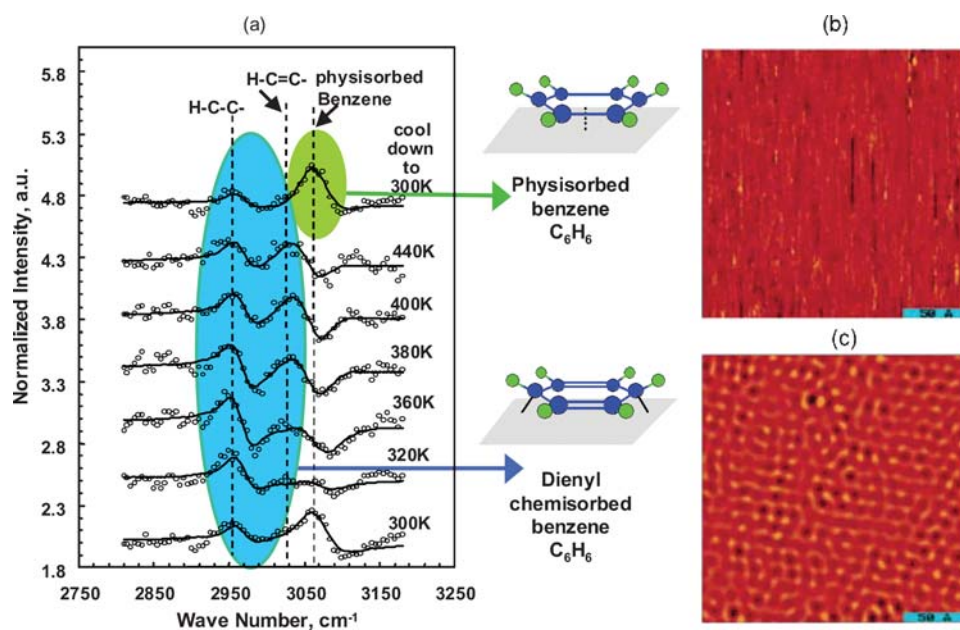 (a)
5.8
5.3
4.8
4.3
3.8
3.3
2.8
2.3
1.8
Normalized Intensity, a.u.
2750
2850
2950
3050
3150
3250
Wave Number, cm⁻¹
H-C-C-
H-C=C-
physisorbed
Benzene
cool
down
to
300K
440K
400K
380K
360K
320K
300K
Physisorbed
benzene
C₆H₆
Dienyl
chemisorbed
benzene
C₆H₆
(b)
50 Å
(c)
50 Å